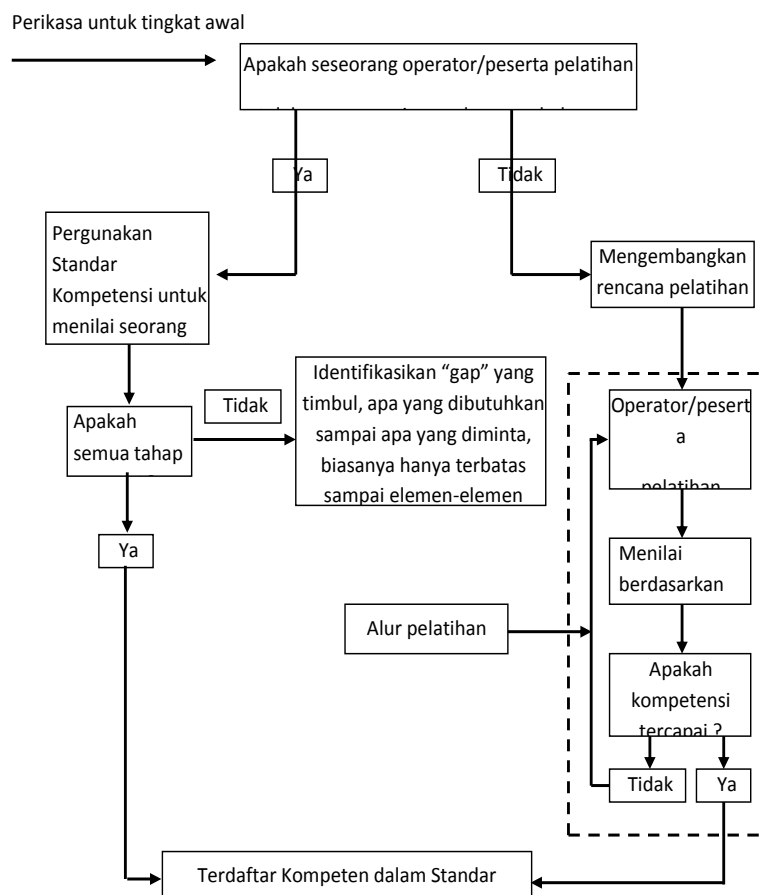 Perikasa untuk tingkat awal
Apakah seseorang operator/peserta pelatihan
Ya
Tidak
Pergunakan
Standar
Kompetensi untuk
menilai seorang
Mengembangkan
rencana pelatihan
Apakah
semua tahap
Tidak
Identifikasikan “gap” yang
timbul, apa yang dibutuhkan
sampai apa yang diminta,
biasanya hanya terbatas
sampai elemen-elemen
Operator/pesert
a
pelatihan
Ya
Menilai
berdasarkan
Alur pelatihan
Apakah
kompetensi
tercapai ?
Tidak
Ya
Terdaftar Kompeten dalam Standar